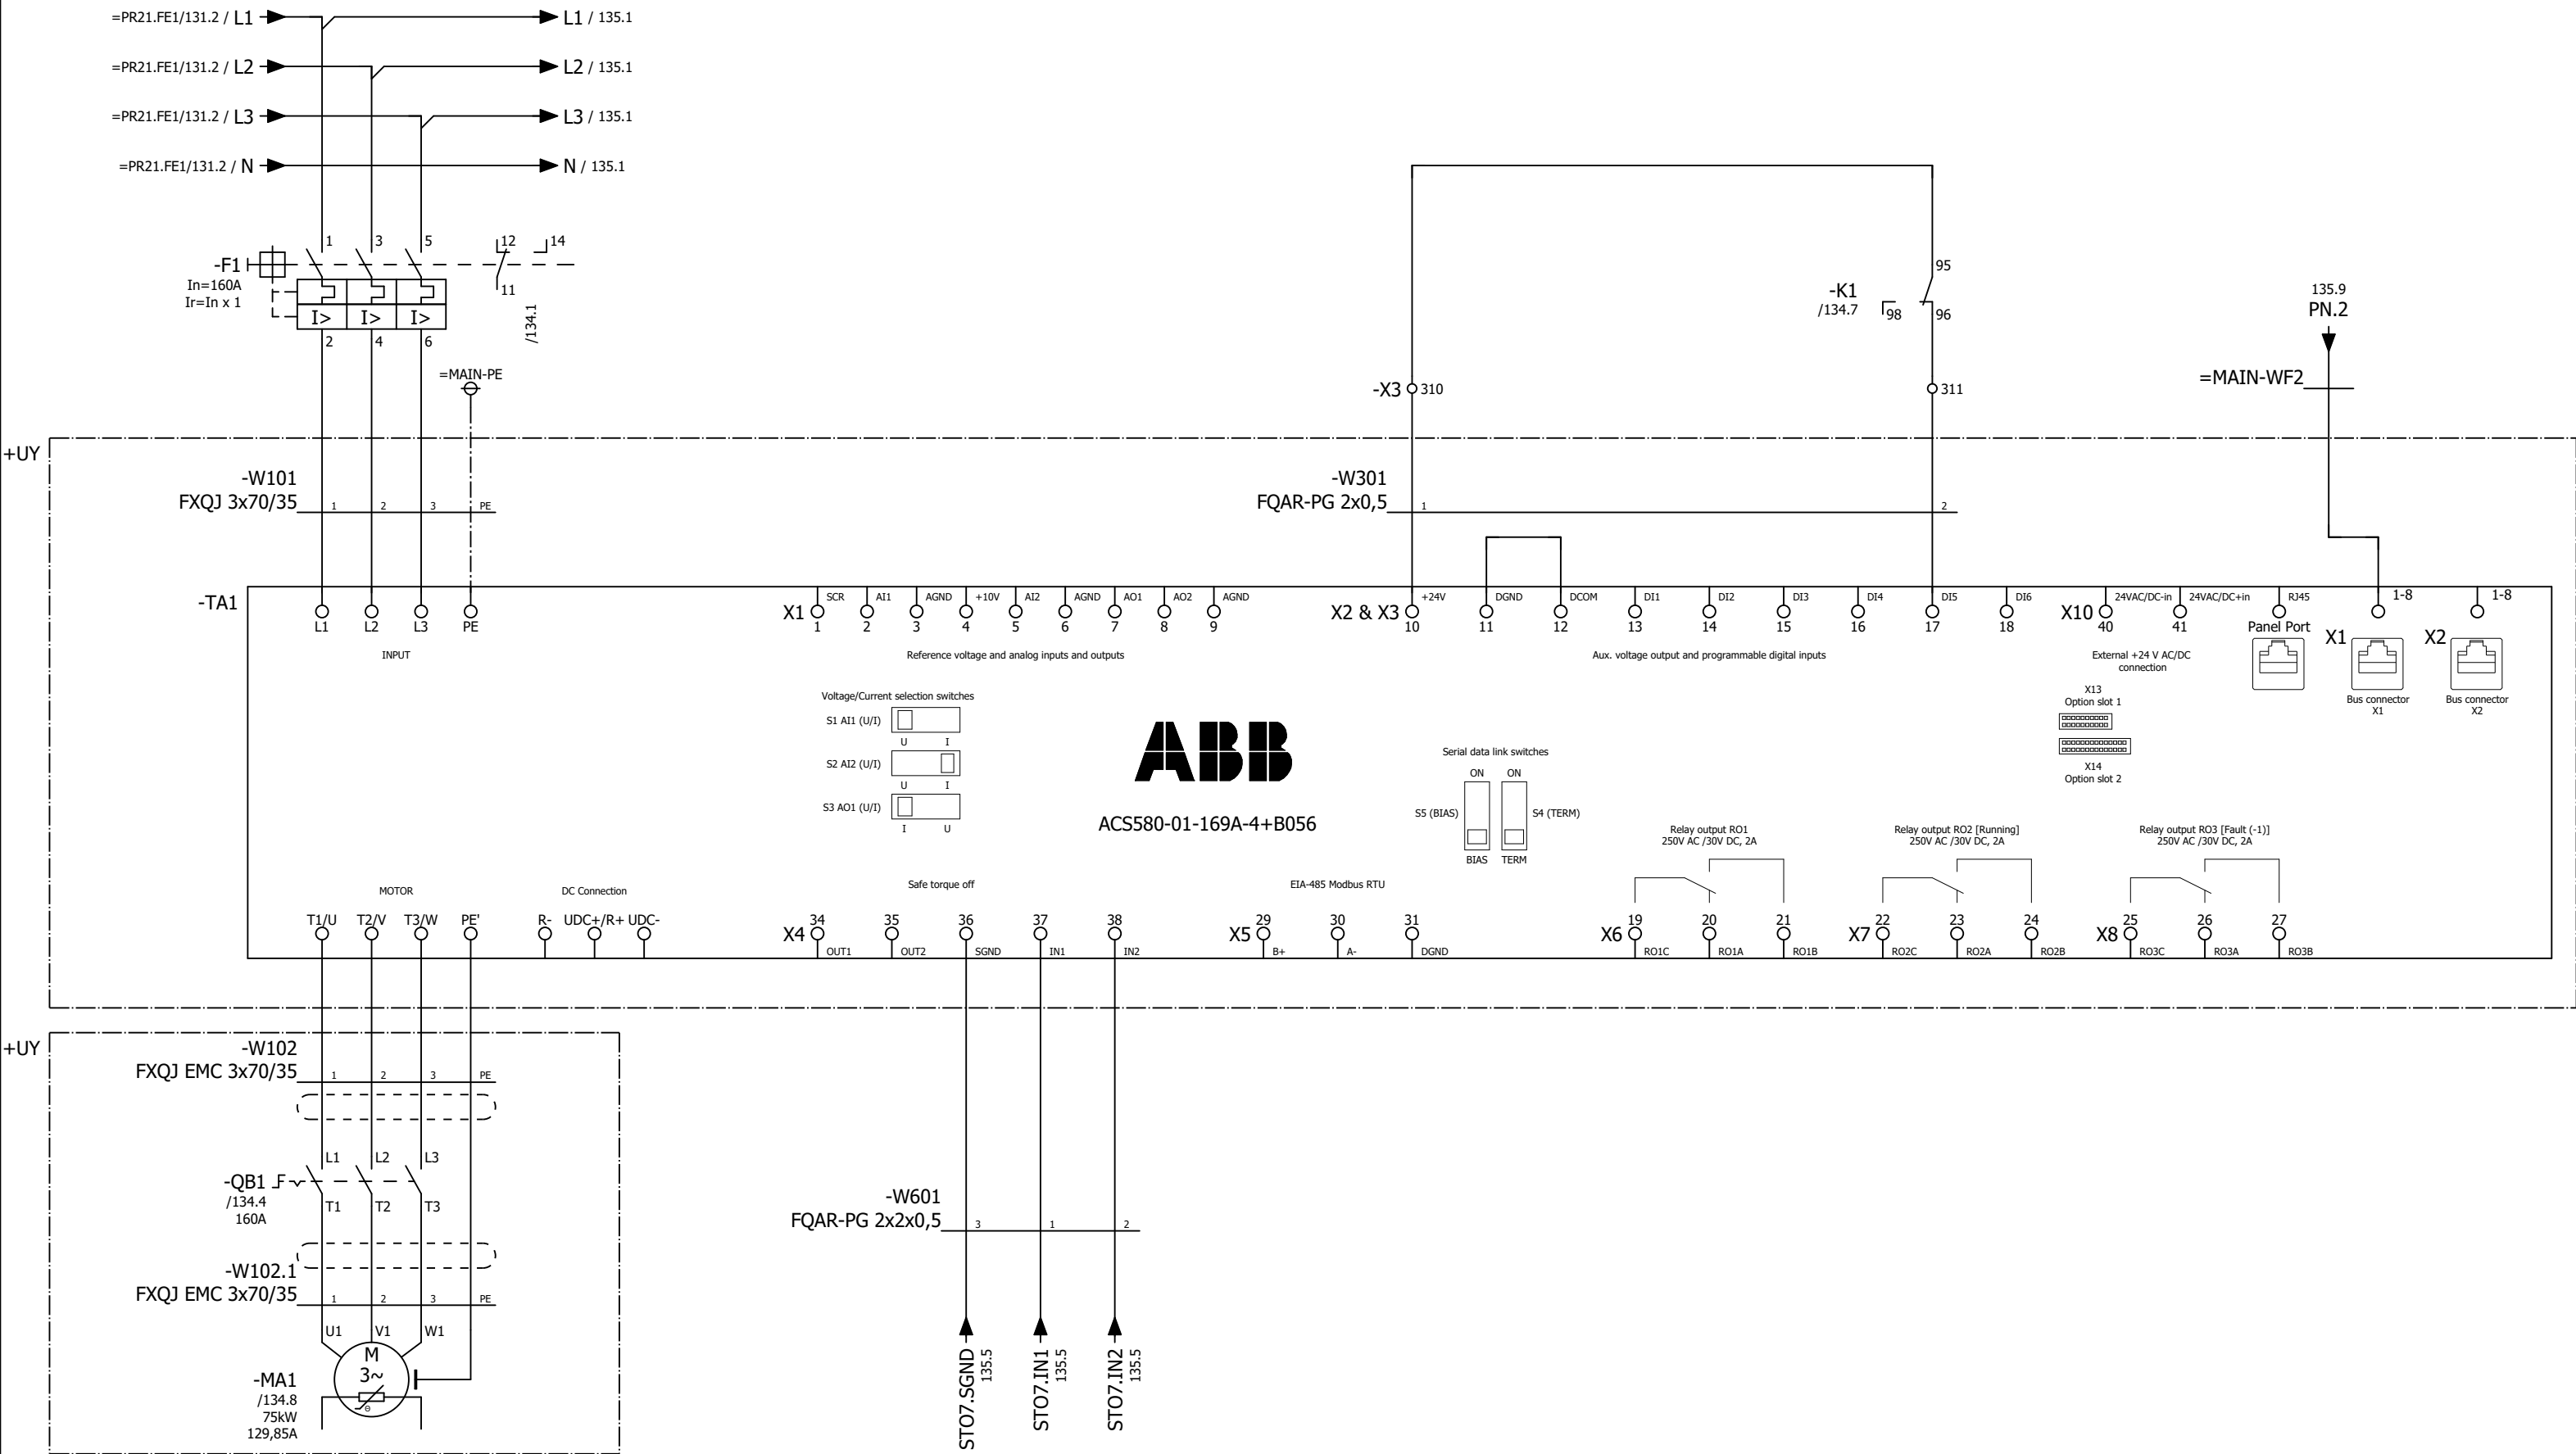 =PR21.FE1/131.2 / L1
L1 / 135.1
=PR21.FE1/131.2 / L2
L2 / 135.1
=PR21.FE1/131.2 / L3
L3 / 135.1
=PR21.FE1/131.2 / N
N / 135.1
1 3 5 12 14
-F1
In=160A
Ir=In x 1
11
I> I> I>
2 4 6
/134.1
95
-K1
/134.7
98 96
135.9
PN.2
=MAIN-PE
=MAIN-WF2
-X3 310 311
+UY
-W101
FXQJ 3x70/35
1 2 3 PE
-W301
FQAR-PG 2x0,5
1 2
-TA1
L1 L2 L3 PE
INPUT
X1
SCR AI1 AGND +10V AI2 AGND AO1 AO2 AGND
1 2 3 4 5 6 7 8 9
Reference voltage and analog inputs and outputs
X2 & X3
+24V DGND DCOM DI1 DI2 DI3 DI4 DI5 DI6
10 11 12 13 14 15 16 17 18
Aux. voltage output and programmable digital inputs
X10
24VAC/DC-in 24VAC/DC+in RJ45 1-8 1-8
40 41
External +24 V AC/DC
connection
Panel Port
X1
X2
Bus connector
X1
Bus connector
X2
X13
Option slot 1
X14
Option slot 2
Voltage/Current selection switches
S1 AI1 (U/I)
U I
S2 AI2 (U/I)
U I
S3 AO1 (U/I)
I U
ABB
ACS580-01-169A-4+B056
Serial data link switches
ON ON
S5 (BIAS) S4 (TERM)
BIAS TERM
Relay output RO1
250V AC /30V DC, 2A
Relay output RO2 [Running]
250V AC /30V DC, 2A
Relay output RO3 [Fault (-1)]
250V AC /30V DC, 2A
MOTOR
DC Connection
Safe torque off
EIA-485 Modbus RTU
T1/U T2/V T3/W PE'
R- UDC+/R+ UDC-
X4
34 35 36 37 38
OUT1 OUT2 SGND IN1 IN2
X5
29 30 31
B+ A- DGND
X6
19 20 21
RO1C RO1A RO1B
X7
22 23 24
RO2C RO2A RO2B
X8
25 26 27
RO3C RO3A RO3B
+UY
-W102
FXQJ EMC 3x70/35
1 2 3 PE
L1 L2 L3
-QB1
/134.4
160A
T1 T2 T3
-W102.1
FXQJ EMC 3x70/35
1 2 3 PE
U1 V1 W1
M
3~
θ
-MA1
/134.8
75kW
129,85A
-W601
FQAR-PG 2x2x0,5
3 1 2
STO7.SGND
135.5
STO7.IN1
135.5
STO7.IN2
135.5